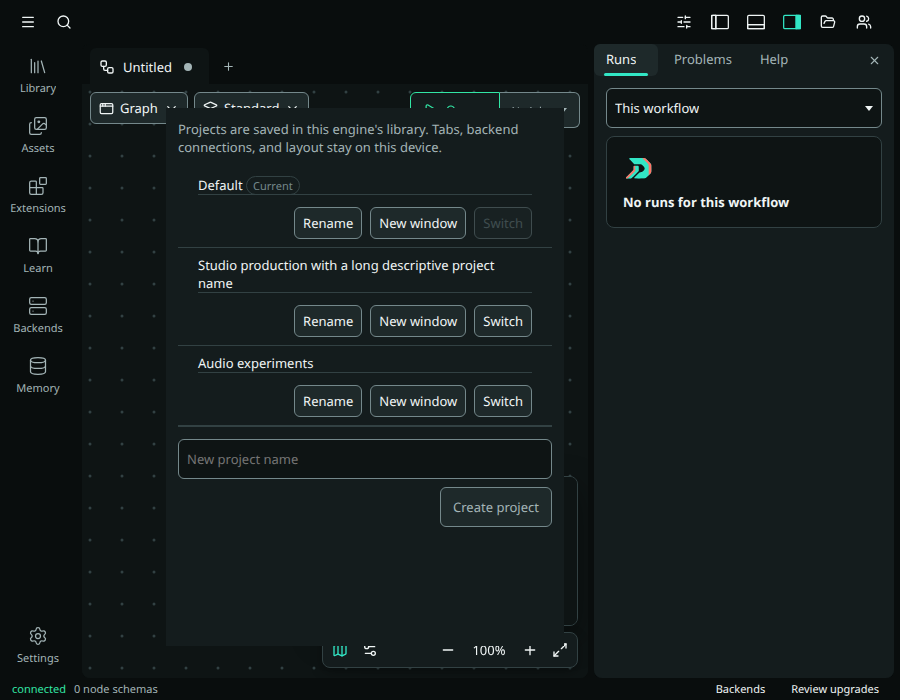 Untitled
Runs
Problems
Help
Library
Assets
Extensions
Learn
Backends
Memory
Settings
Graph
Standard
This workflow
No runs for this workflow
Projects are saved in this engine's library. Tabs, backend
connections, and layout stay on this device.
Default Current
Rename
New window
Switch
Studio production with a long descriptive project
name
Rename
New window
Switch
Audio experiments
Rename
New window
Switch
New project name
Create project
100%
connected
0 node schemas
Backends
Review upgrades